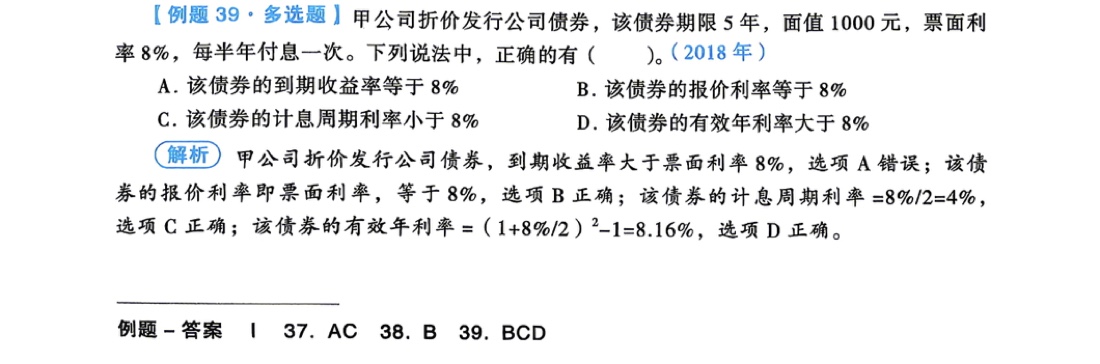 【例题 39·多选题】甲公司折价发行公司债券，该债券期限 5 年，面值 1000 元，票面利
率 8%，每半年付息一次。下列说法中，正确的有（　　）。（2018 年）
A. 该债券的到期收益率等于 8%　　B. 该债券的报价利率等于 8%
C. 该债券的计息周期利率小于 8%　　D. 该债券的有效年利率大于 8%
解析　甲公司折价发行公司债券，到期收益率大于票面利率 8%，选项 A 错误；该债
券的报价利率即票面利率，等于 8%，选项 B 正确；该债券的计息周期利率 =8%/2=4%，
选项 C 正确；该债券的有效年利率 =（1+8%/2）²–1=8.16%，选项 D 正确。
例题 – 答案　|　37. AC　38. B　39. BCD